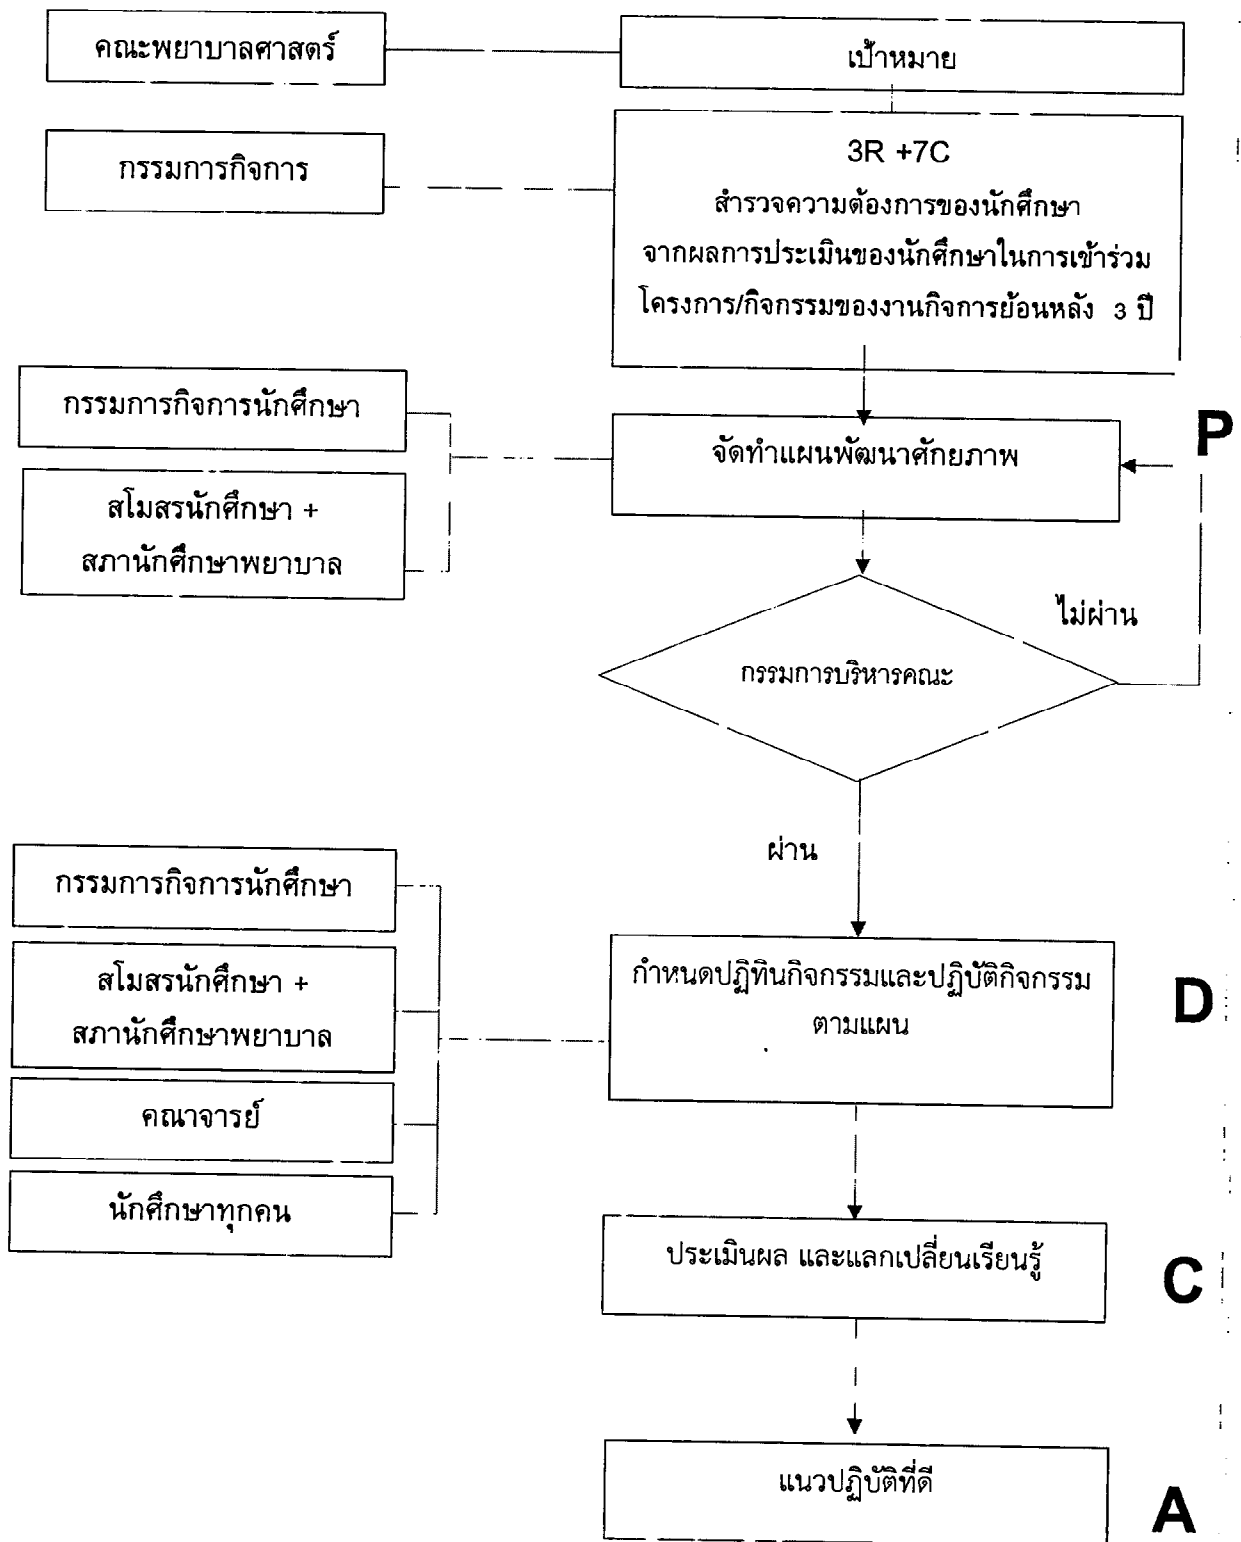 คณะพยาบาลศาสตร์
เป้าหมาย
กรรมการกิจการ
3R +7C
สำรวจความต้องการของนักศึกษา
จากผลการประเมินของนักศึกษาในการเข้าร่วม
โครงการ/กิจกรรมของงานกิจการย้อนหลัง 3 ปี
กรรมการกิจการนักศึกษา
สโมสรนักศึกษา +
สภานักศึกษาพยาบาล
จัดทำแผนพัฒนาศักยภาพ
P
ไม่ผ่าน
กรรมการบริหารคณะ
ผ่าน
กรรมการกิจการนักศึกษา
สโมสรนักศึกษา +
สภานักศึกษาพยาบาล
คณาจารย์
นักศึกษาทุกคน
กำหนดปฏิทินกิจกรรมและปฏิบัติกิจกรรม
ตามแผน
D
ประเมินผล และแลกเปลี่ยนเรียนรู้
C
แนวปฏิบัติที่ดี
A